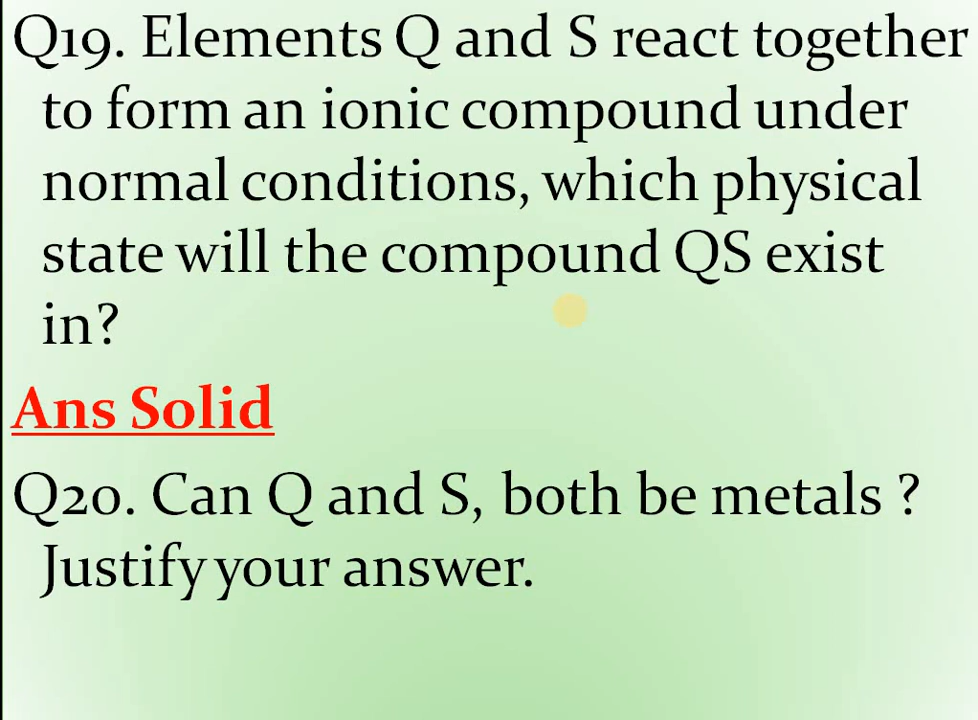 Q19. Elements Q and S react together
to form an ionic compound under
normal conditions, which physical
state will the compound QS exist
in?
Ans Solid
Q20. Can Q and S, both be metals ?
Justify your answer.